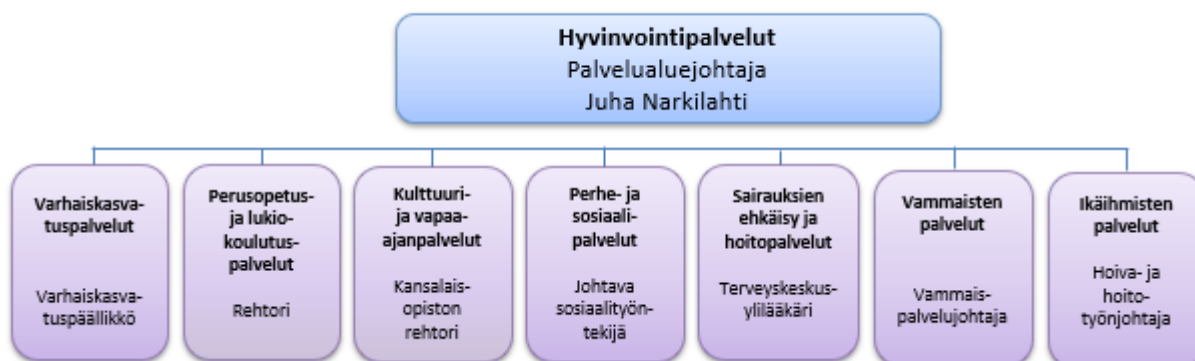 Hyvinvointipalvelut
Palvelualuejohtaja
Juha Narkilahti
Varhaiskasva-
tuspalvelut
Varhaiskasva-
tuspäällikkö
Perusopetus-
ja lukio-
koulutus-
palvelut
Rehtori
Kulttuuri-
ja vapaa-
ajanpalvelut
Kansalais-
opiston
rehtori
Perhe- ja
sosiaali-
palvelut
Johtava
sosiaalityön-
tekijä
Sairauksien
ehkäisy ja
hoitopalvelut
Terveyskeskus-
ylilääkäri
Vammaisten
palvelut
Vammais-
palvelujohtaja
Ikäihmisten
palvelut
Hoiva- ja
hoito-
työnjohtaja